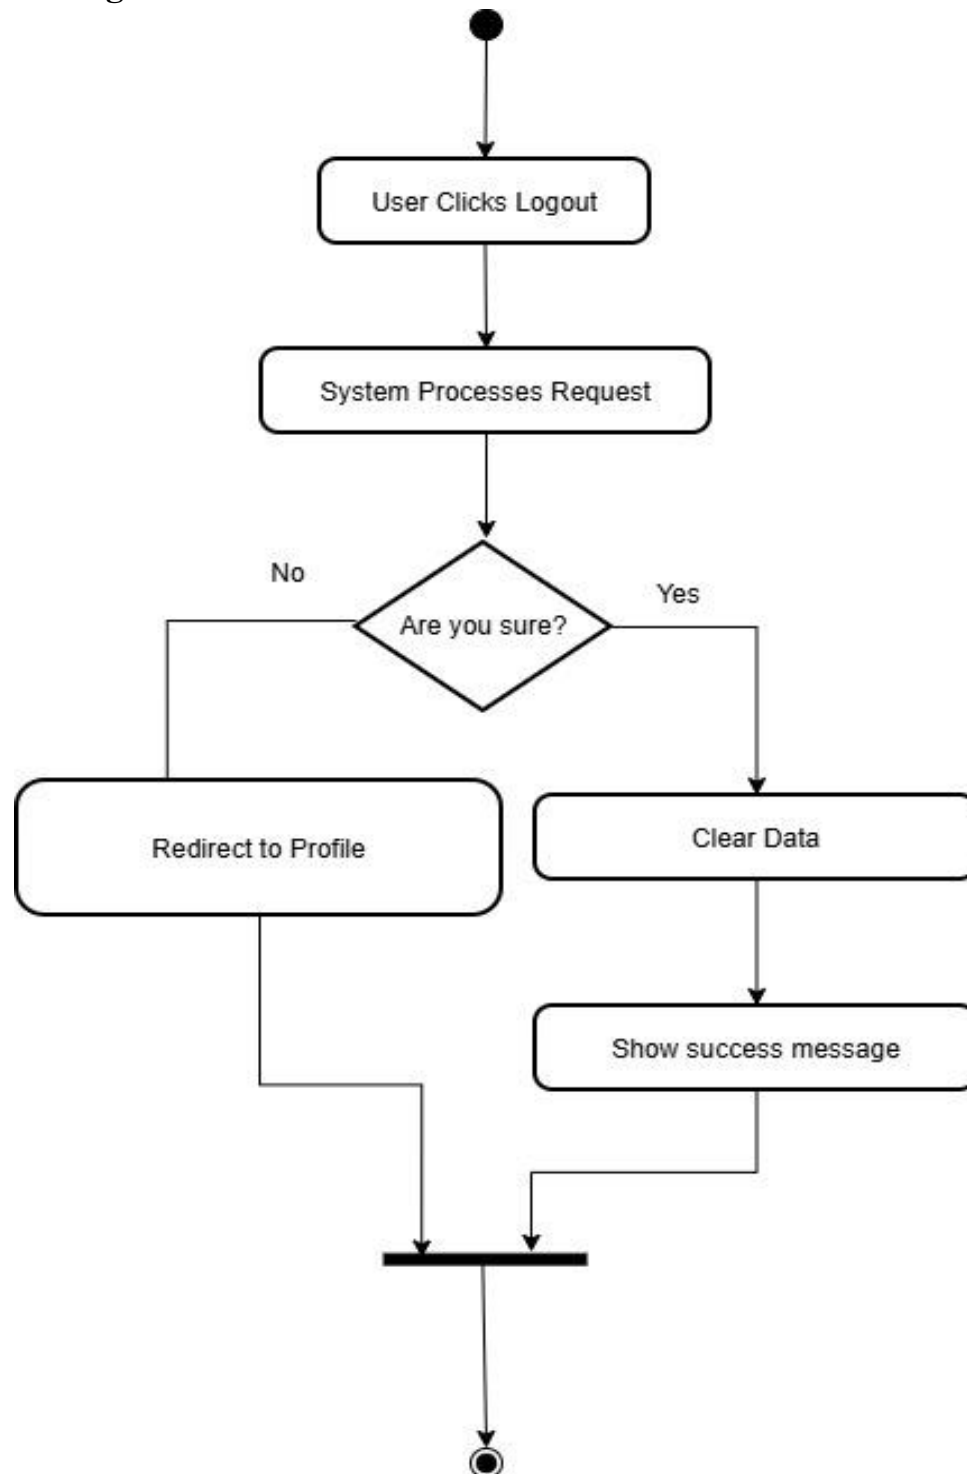 User Clicks Logout
System Processes Request
No
Yes
Are you sure?
Redirect to Profile
Clear Data
Show success message